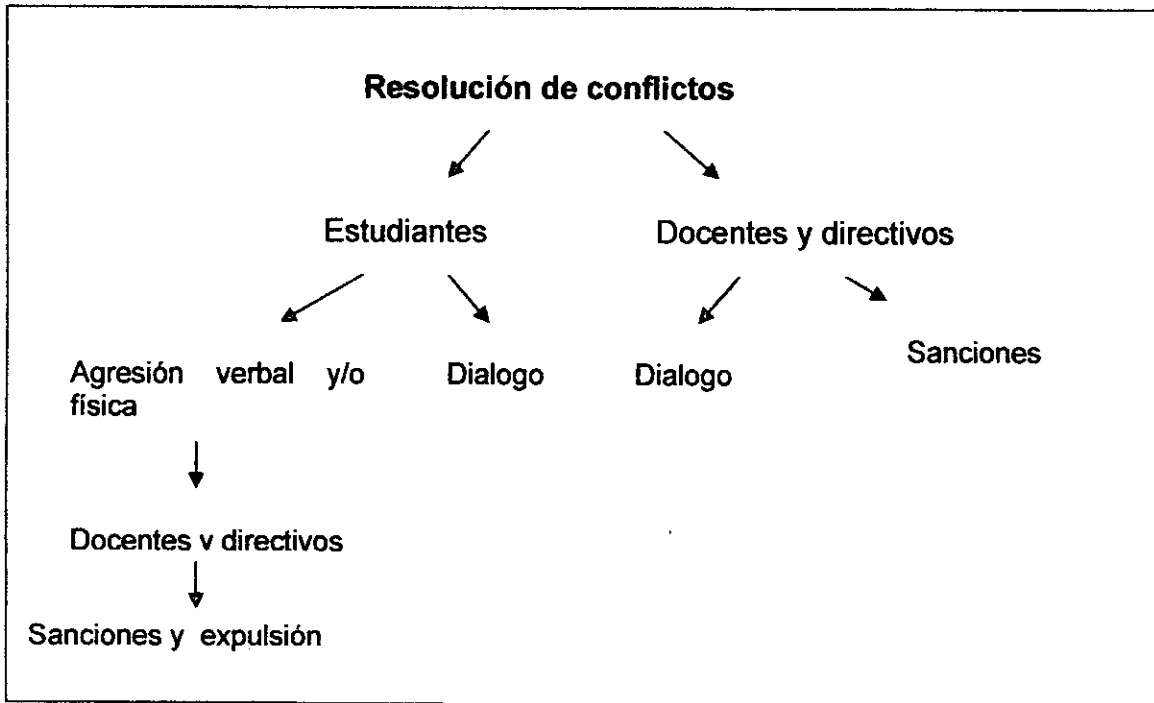 Resolución de conflictos
Estudiantes
Docentes y directivos
Agresión verbal y/o
física
Dialogo
Dialogo
Sanciones
Docentes y directivos
Sanciones y expulsión